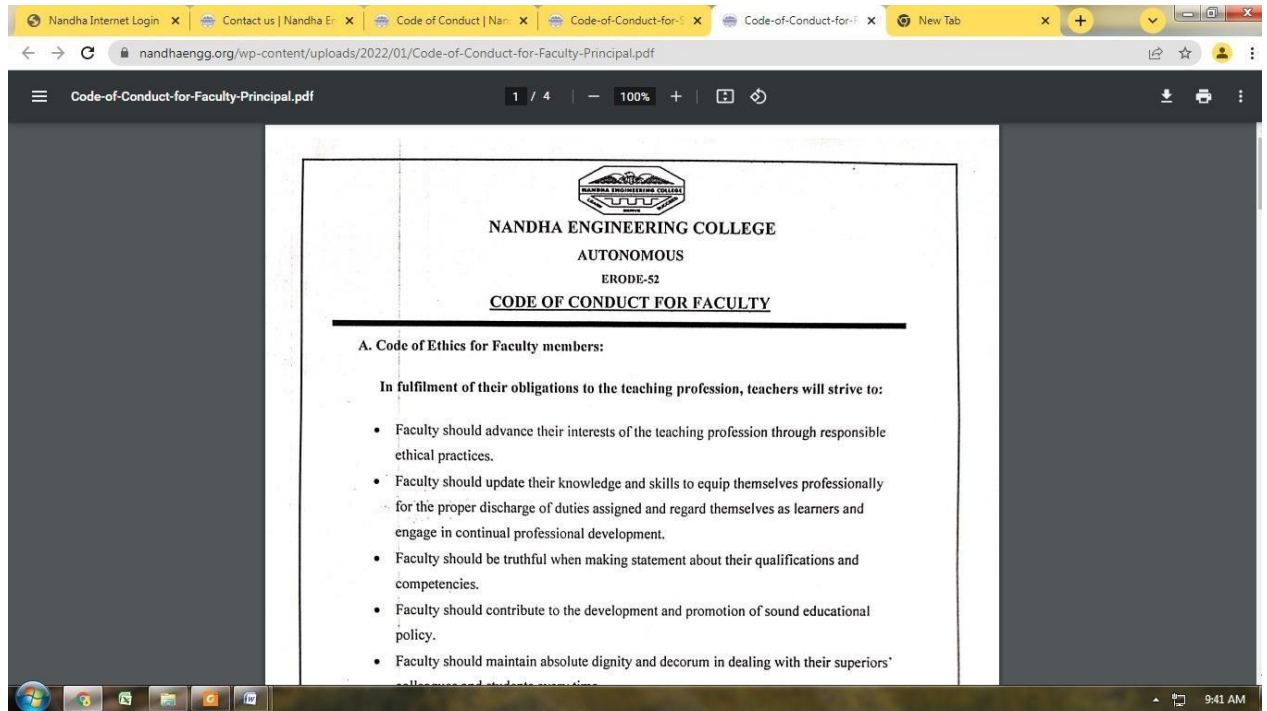 Nandha Internet Login
Contact us | Nandha En
Code of Conduct | Nan
Code-of-Conduct-for-S
Code-of-Conduct-for-F
New Tab
nandhaengg.org/wp-content/uploads/2022/01/Code-of-Conduct-for-Faculty-Principal.pdf
Code-of-Conduct-for-Faculty-Principal.pdf
1 / 4
100%
NANDHA ENGINEERING COLLEGE
NANDHA ENGINEERING COLLEGE
AUTONOMOUS
ERODE-52
CODE OF CONDUCT FOR FACULTY
A. Code of Ethics for Faculty members:
In fulfilment of their obligations to the teaching profession, teachers will strive to:
• Faculty should advance their interests of the teaching profession through responsible
ethical practices.
• Faculty should update their knowledge and skills to equip themselves professionally
for the proper discharge of duties assigned and regard themselves as learners and
engage in continual professional development.
• Faculty should be truthful when making statement about their qualifications and
competencies.
• Faculty should contribute to the development and promotion of sound educational
policy.
• Faculty should maintain absolute dignity and decorum in dealing with their superiors'
9:41 AM